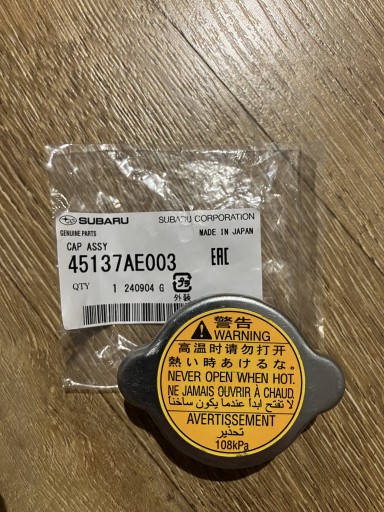 SUBARU SUBARU CORPORATION
GENUINE PARTS MADE IN JAPAN
CAP ASSY
45137AE003 EAC
QTY 1 240904 G 外装
警告
WARNING
高温时请勿打开
熱い時あけるな。
NEVER OPEN WHEN HOT.
NE JAMAIS OUVRIR À CHAUD.
لا تفتح ابدا عندما يكون ساخنا
AVERTISSEMENT
تحذير
108kPa